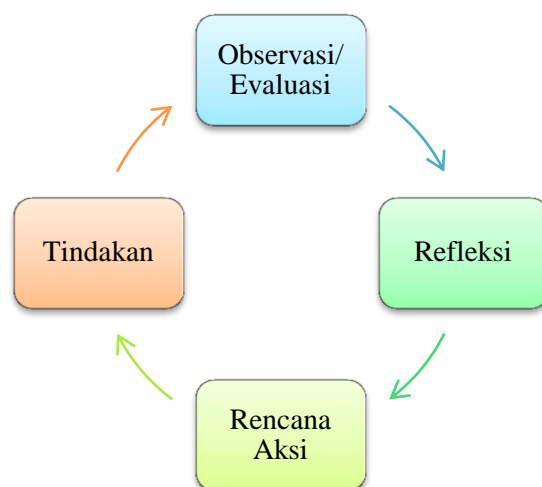 Observasi/
Evaluasi
Refleksi
Rencana
Aksi
Tindakan